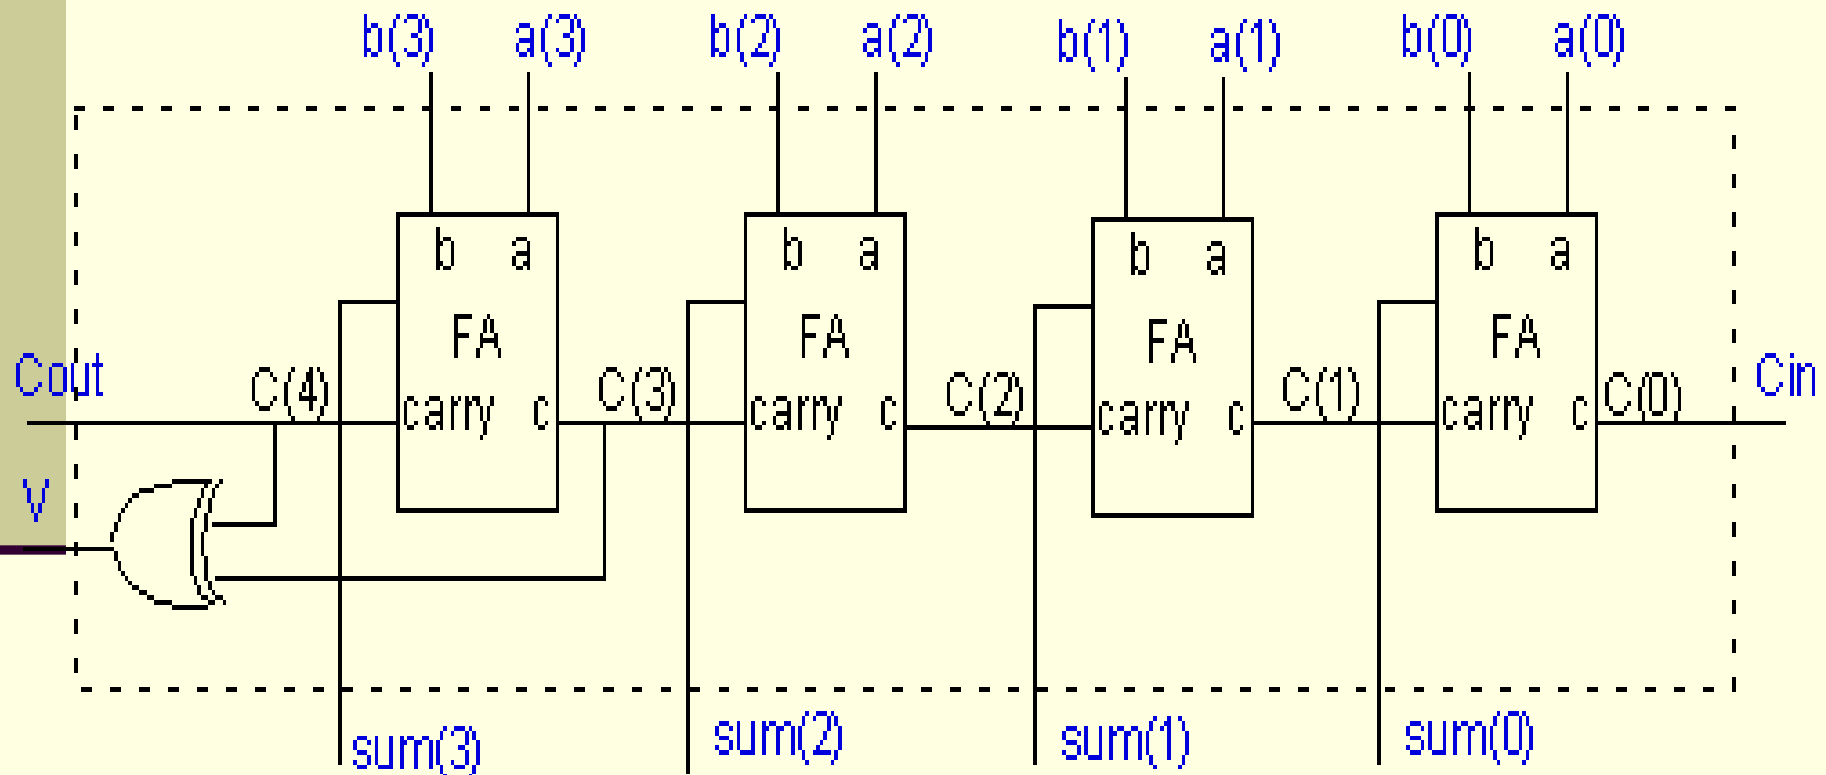 b(3) a(3) b(2) a(2) b(1) a(1) b(0) a(0)
b a b a b a b a
FA FA FA FA
Cout C(4) C(3) C(2) C(1) C(0) Cin
carry c carry c carry c carry c
V
sum(3) sum(2) sum(1) sum(0)